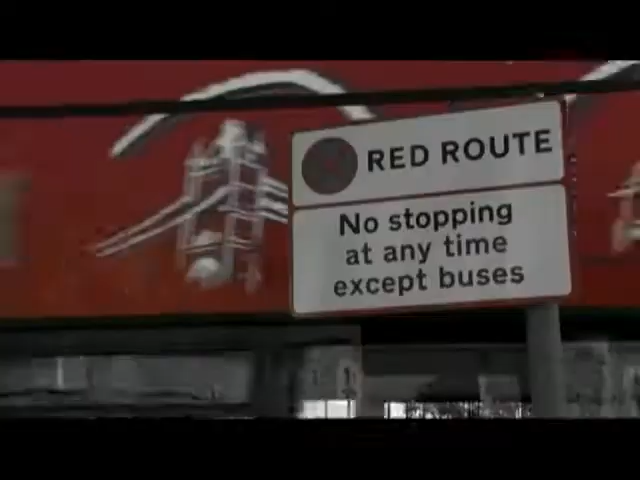 RED ROUTE
No stopping
at any time
except buses